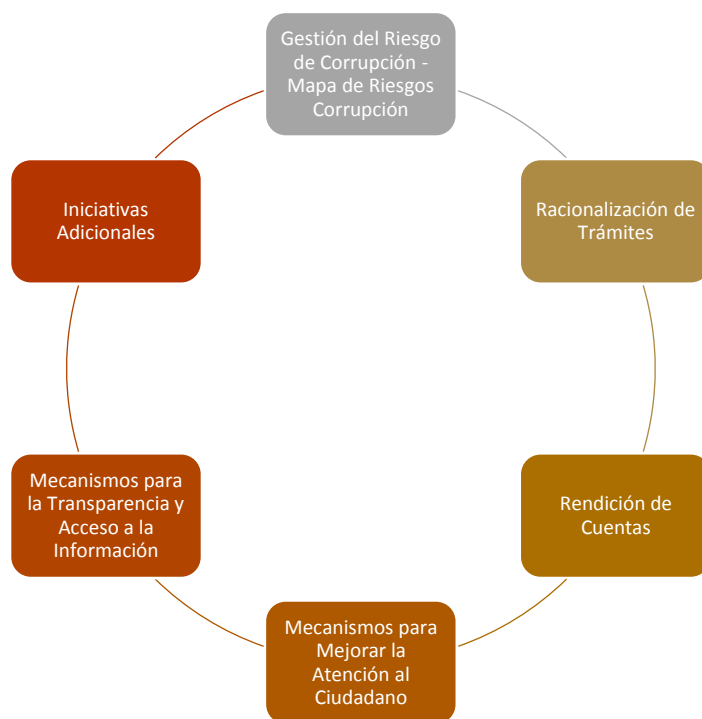 Gestión del Riesgo
de Corrupción -
Mapa de Riesgos
Corrupción
Racionalización de
Trámites
Rendición de
Cuentas
Mecanismos para
Mejorar la
Atención al
Ciudadano
Mecanismos para
la Transparencia y
Acceso a la
Información
Iniciativas
Adicionales